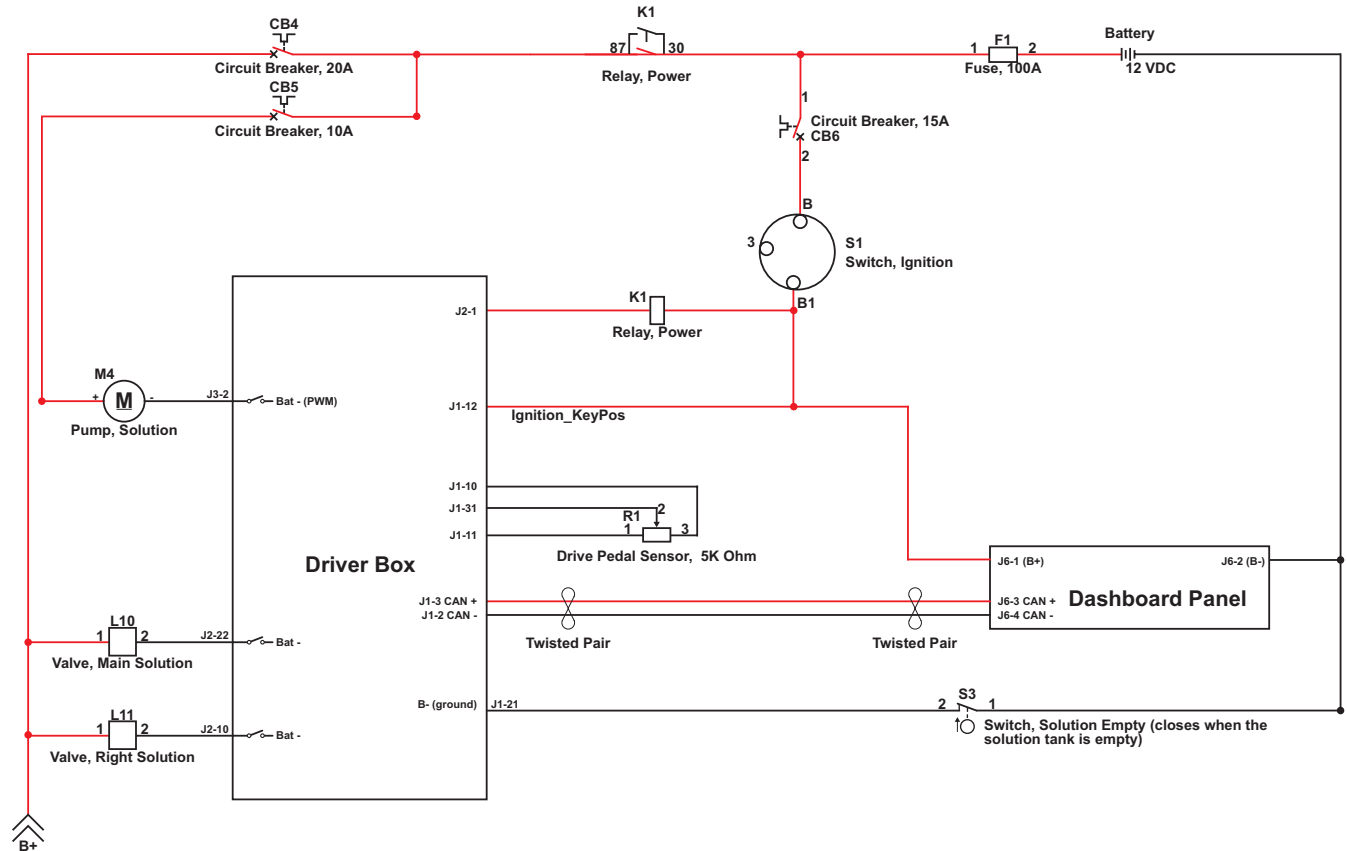 K1
CB4
87 30
Relay, Power
Circuit Breaker, 20A
CB5
Circuit Breaker, 10A
1 F1 2
Fuse, 100A
Battery
12 VDC
1
Circuit Breaker, 15A
CB6
2
B
3
S1
Switch, Ignition
B1
J2-1
K1
Relay, Power
M4
+ M -
J3-2
Bat - (PWM)
Pump, Solution
J1-12
Ignition_KeyPos
J1-10
J1-31
J1-11
R1
1 2 3
Drive Pedal Sensor, 5K Ohm
Driver Box
J6-1 (B+)
J6-2 (B-)
Dashboard Panel
J6-3 CAN +
J6-4 CAN -
J1-3 CAN +
J1-2 CAN -
Twisted Pair
Twisted Pair
L10
1 2
J2-22
Bat -
Valve, Main Solution
B- (ground)
J1-21
2 S3 1
Switch, Solution Empty (closes when the
solution tank is empty)
L11
1 2
J2-10
Bat -
Valve, Right Solution
B+